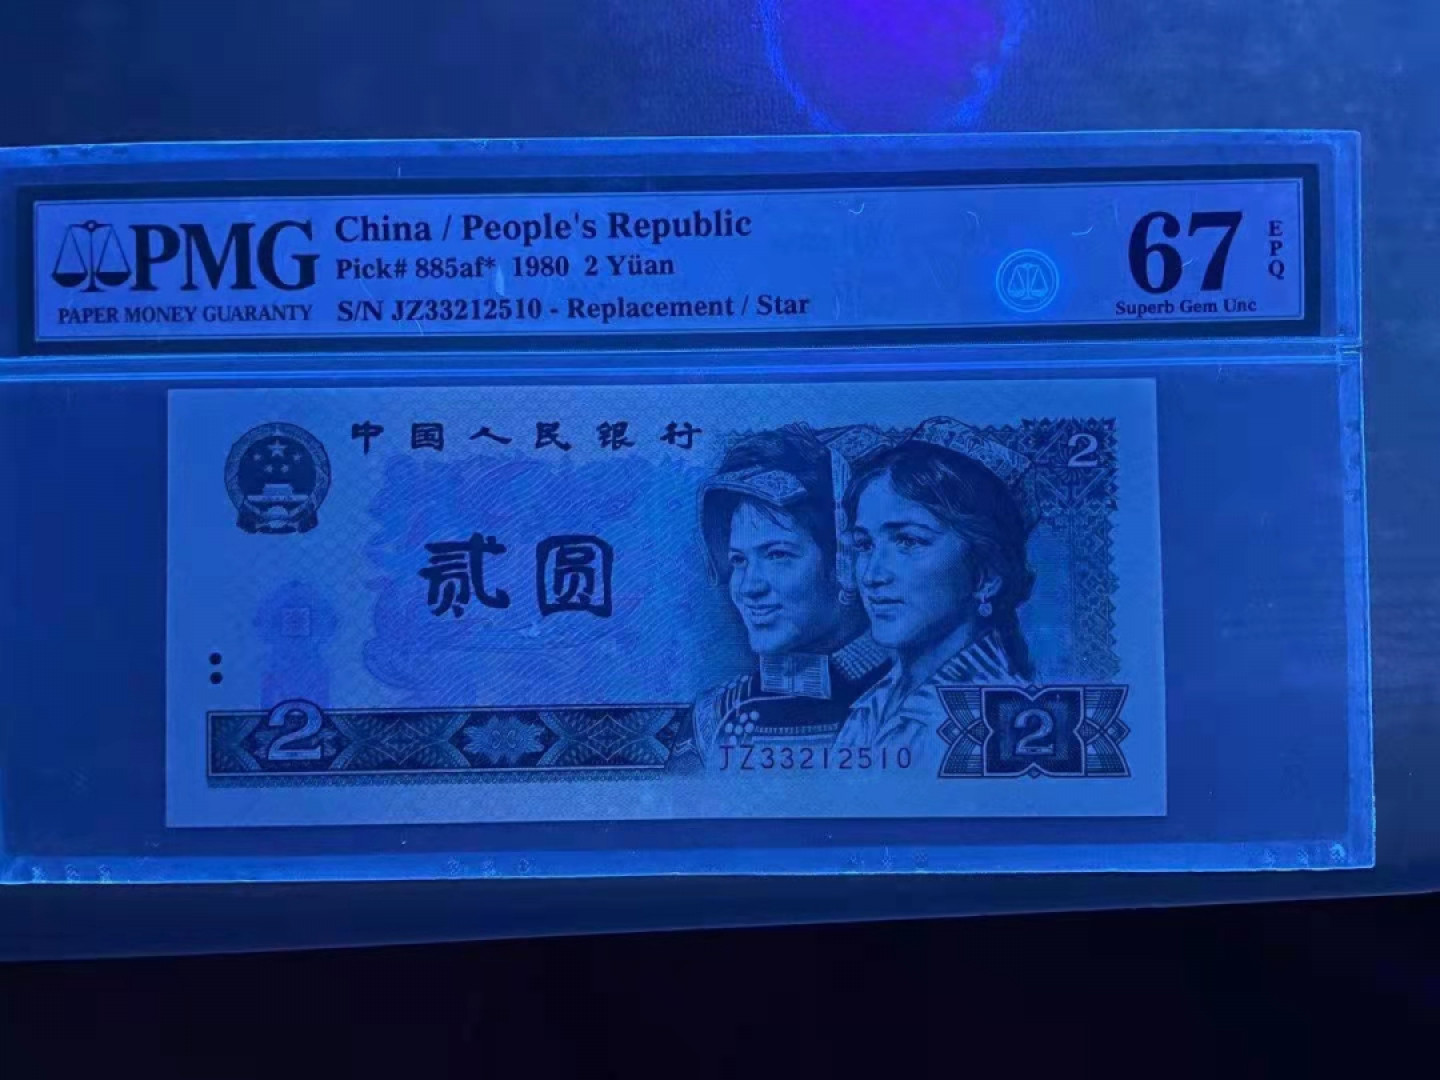 PMG
PAPER MONEY GUARANTY
China / People's Republic
Pick# 885af* 1980 2 Yüan
S/N JZ33212510 - Replacement / Star
67
EPQ
Superb Gem Unc
中国人民银行
2
贰圆
2
JZ33212510
2